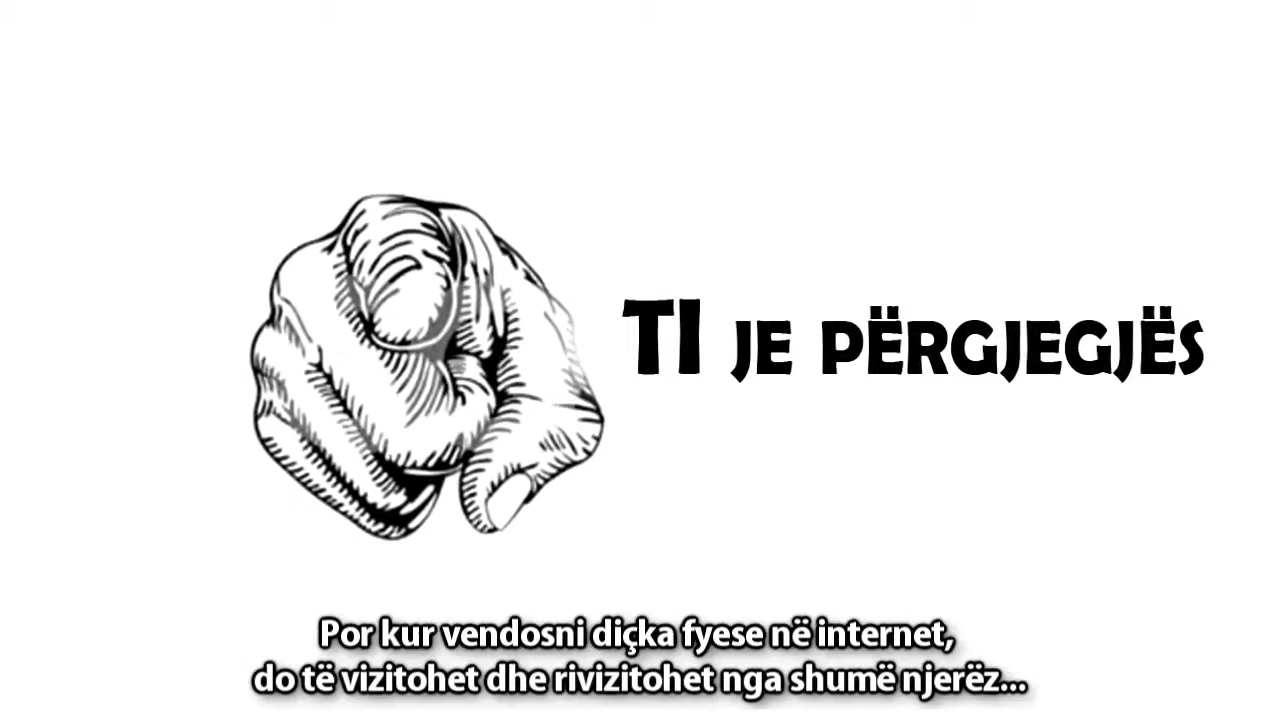 TI JE PËRGJEGJËS
Por kur vendosni diçka fyese në internet,
do të vizitohet dhe rivizitohet nga shumë njerëz...